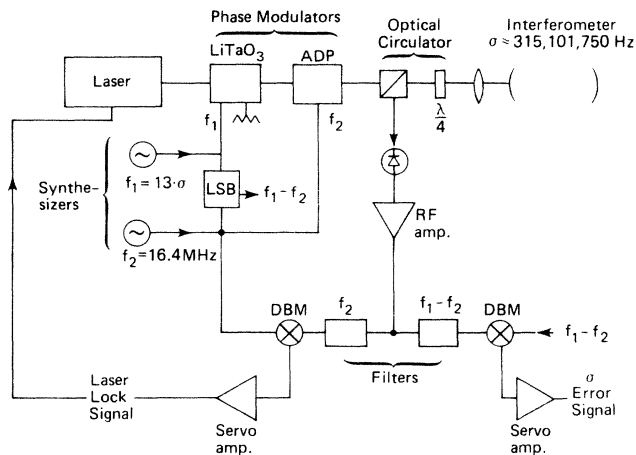 Phase Modulators
LiTaO3
ADP
Optical
Circulator
Interferometer
σ ≈ 315,101,750 Hz
Laser
f1
f2
λ
4
Synthe-
sizers
f1 = 13·σ
LSB
f1 – f2
f2 = 16.4 MHz
RF
amp.
DBM
f2
f1 – f2
DBM
f1 – f2
Filters
Laser
Lock
Signal
Servo
amp.
σ
Error
Signal
Servo
amp.